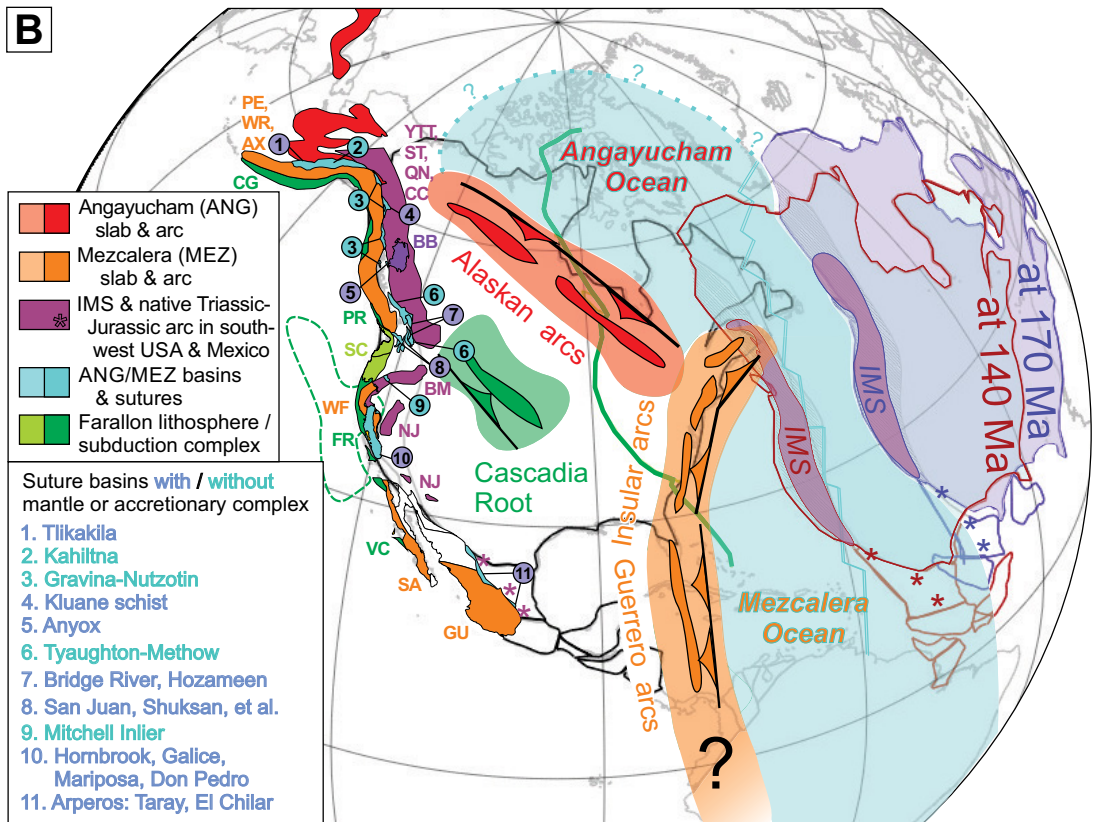 B
PE,
WR,
AX
1
2
YTT,
ST,
QN,
CC
CG
3
4
3
BB
5
6
7
PR
SC
6
8
BM
9
WF
NJ
FR
10
NJ
VC
SA
11
GU
*
*
*
?
?
?
Angayucham
Ocean
Alaskan arcs
Cascadia
Root
Insular arcs
Guerrero arcs
Mezcalera
Ocean
?
IMS
IMS
at 140 Ma
at 170 Ma
*
*
*
*
*
*
Angayucham (ANG)
slab & arc
Mezcalera (MEZ)
slab & arc
*
IMS & native Triassic-
Jurassic arc in south-
west USA & Mexico
ANG/MEZ basins
& sutures
Farallon lithosphere /
subduction complex
Suture basins with / without
mantle or accretionary complex
1. Tlikakila
2. Kahiltna
3. Gravina-Nutzotin
4. Kluane schist
5. Anyox
6. Tyaughton-Methow
7. Bridge River, Hozameen
8. San Juan, Shuksan, et al.
9. Mitchell Inlier
10. Hornbrook, Galice,
Mariposa, Don Pedro
11. Arperos: Taray, El Chilar